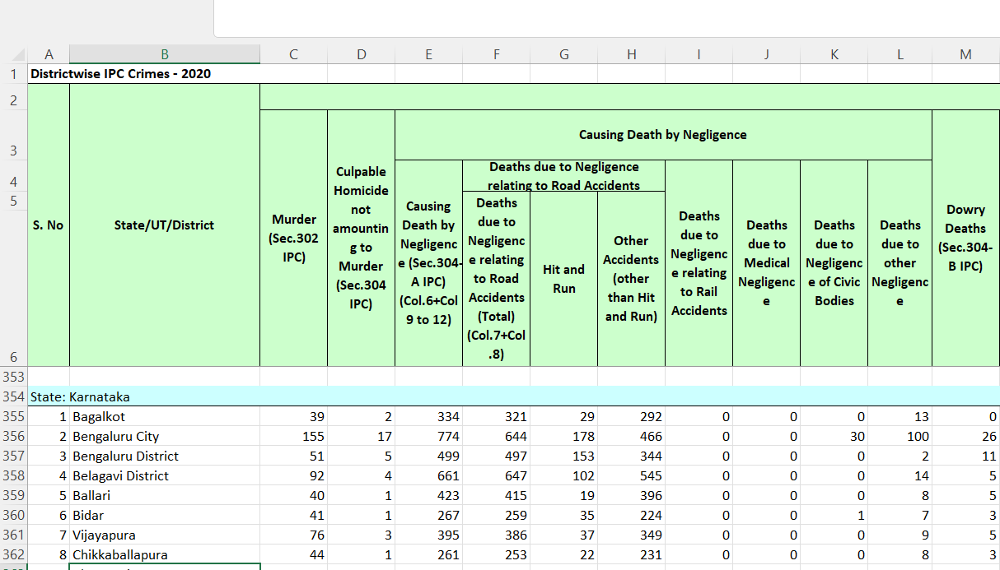 A B C D E F G H I J K L M
1 Districtwise IPC Crimes - 2020
2
3
4
5
6
S. No
State/UT/District
Murder
(Sec.302
IPC)
Culpable
Homicide
not
amountin
g to
Murder
(Sec.304
IPC)
Causing Death by Negligence
Causing
Death by
Negligenc
e (Sec.304-
A IPC)
(Col.6+Col
9 to 12)
Deaths due to Negligence
relating to Road Accidents
Deaths
due to
Negligenc
e relating
to Road
Accidents
(Total)
(Col.7+Col
.8)
Hit and
Run
Other
Accidents
(other
than Hit
and Run)
Deaths
due to
Negligenc
e relating
to Rail
Accidents
Deaths
due to
Medical
Negligenc
e
Deaths
due to
Negligenc
e of Civic
Bodies
Deaths
due to
other
Negligenc
e
Dowry
Deaths
(Sec.304-
B IPC)
353
354 State: Karnataka
355 1 Bagalkot 39 2 334 321 29 292 0 0 0 13 0
356 2 Bengaluru City 155 17 774 644 178 466 0 0 30 100 26
357 3 Bengaluru District 51 5 499 497 153 344 0 0 0 2 11
358 4 Belagavi District 92 4 661 647 102 545 0 0 0 14 5
359 5 Ballari 40 1 423 415 19 396 0 0 0 8 5
360 6 Bidar 41 1 267 259 35 224 0 0 1 7 3
361 7 Vijayapura 76 3 395 386 37 349 0 0 0 9 5
362 8 Chikkaballapura 44 1 261 253 22 231 0 0 0 8 3